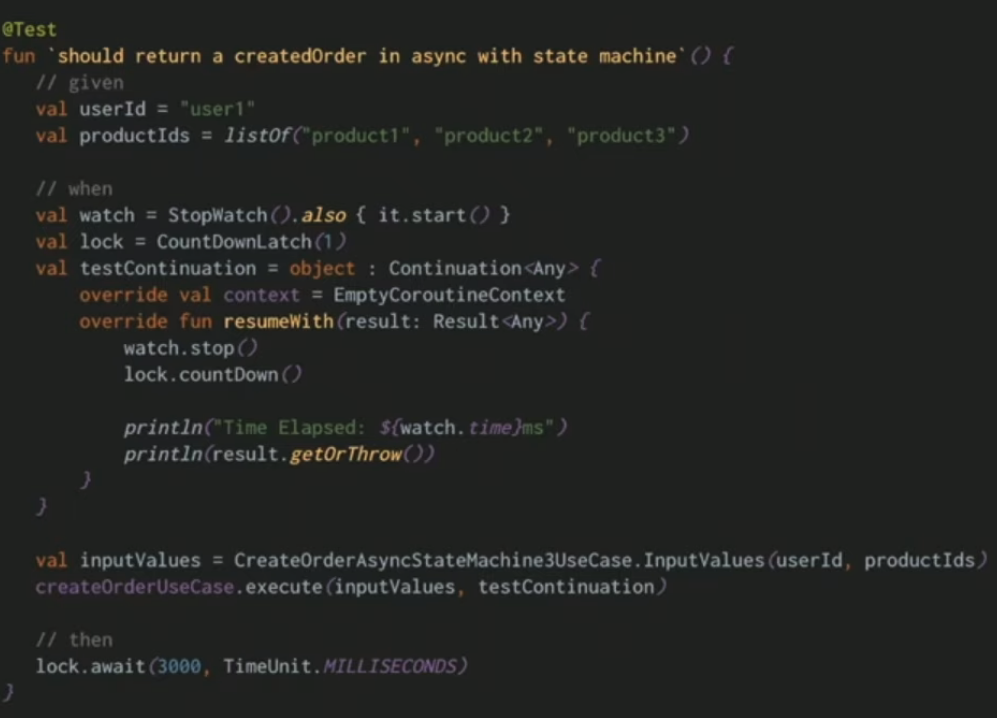 @Test
fun `should return a createdOrder in async with state machine`() {
// given
val userId = "user1"
val productIds = listOf("product1", "product2", "product3")
// when
val watch = StopWatch().also { it.start() }
val lock = CountDownLatch(1)
val testContinuation = object : Continuation<Any> {
override val context = EmptyCoroutineContext
override fun resumeWith(result: Result<Any>) {
watch.stop()
lock.countDown()
println("Time Elapsed: ${watch.time}ms")
println(result.getOrThrow())
}
}
val inputValues = CreateOrderAsyncStateMachine3UseCase.InputValues(userId, productIds)
createOrderUseCase.execute(inputValues, testContinuation)
// then
lock.await(3000, TimeUnit.MILLISECONDS)
}